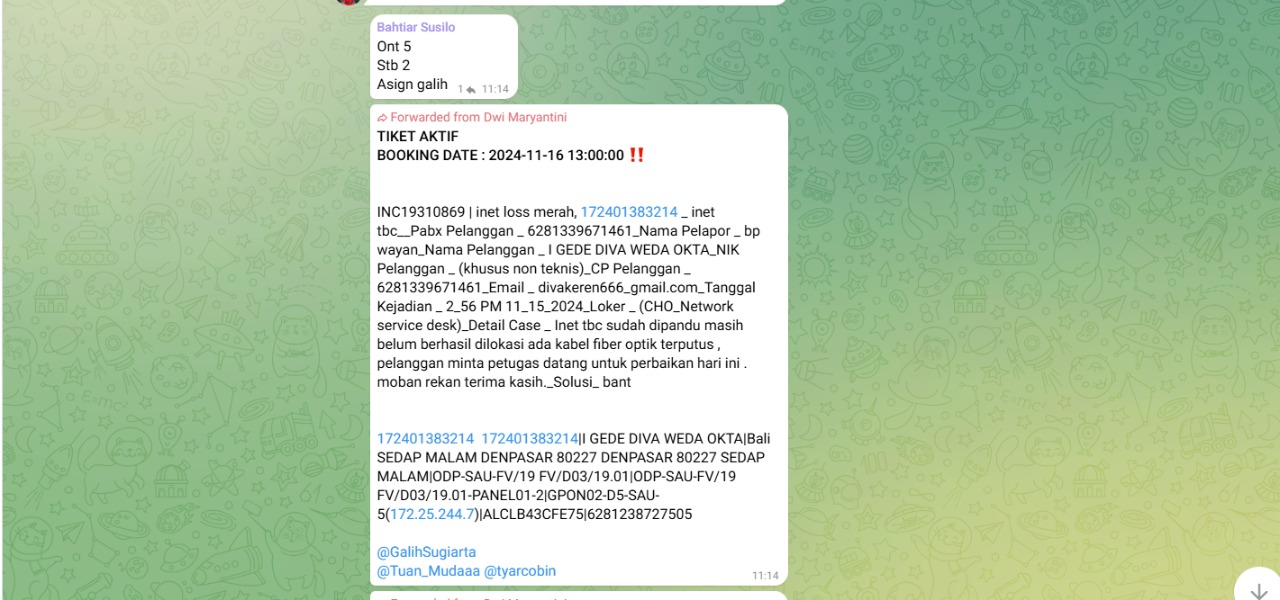 Bahtiar Susilo
Ont 5
Stb 2
Asign galih
1 11:14
Forwarded from Dwi Maryantini
TIKET AKTIF
BOOKING DATE : 2024-11-16 13:00:00 ‼️
INC19310869 | inet loss merah, 172401383214 _ inet
tbc__Pabx Pelanggan _ 6281339671461_Nama Pelapor _ bp
wayan_Nama Pelanggan _ I GEDE DIVA WEDA OKTA_NIK
Pelanggan _ (khusus non teknis)_CP Pelanggan _
6281339671461_Email _ divakeren666_gmail.com_Tanggal
Kejadian _ 2_56 PM 11_15_2024_Loker _ (CHO_Network
service desk)_Detail Case _ Inet tbc sudah dipandu masih
belum berhasil dilokasi ada kabel fiber optik terputus ,
pelanggan minta petugas datang untuk perbaikan hari ini .
moban rekan terima kasih._Solusi_ bant
172401383214 172401383214|I GEDE DIVA WEDA OKTA|Bali
SEDAP MALAM DENPASAR 80227 DENPASAR 80227 SEDAP
MALAM|ODP-SAU-FV/19 FV/D03/19.01|ODP-SAU-FV/19
FV/D03/19.01-PANEL01-2|GPON02-D5-SAU-
5(172.25.244.7)|ALCLB43CFE75|6281238727505
@GalihSugiarta
@Tuan_Mudaaa @tyarcobin
11:14